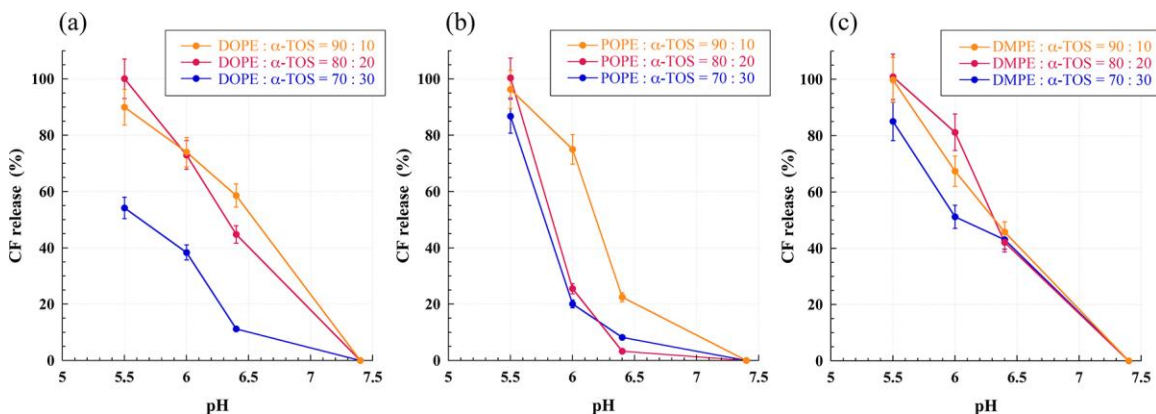 (a)
DOPE : α-TOS = 90 : 10
DOPE : α-TOS = 80 : 20
DOPE : α-TOS = 70 : 30
CF release (%)
100
80
60
40
20
0
5
5.5
6
6.5
7
7.5
pH
(b)
POPE : α-TOS = 90 : 10
POPE : α-TOS = 80 : 20
POPE : α-TOS = 70 : 30
CF release (%)
100
80
60
40
20
0
5
5.5
6
6.5
7
7.5
pH
(c)
DMPE : α-TOS = 90 : 10
DMPE : α-TOS = 80 : 20
DMPE : α-TOS = 70 : 30
CF release (%)
100
80
60
40
20
0
5
5.5
6
6.5
7
7.5
pH